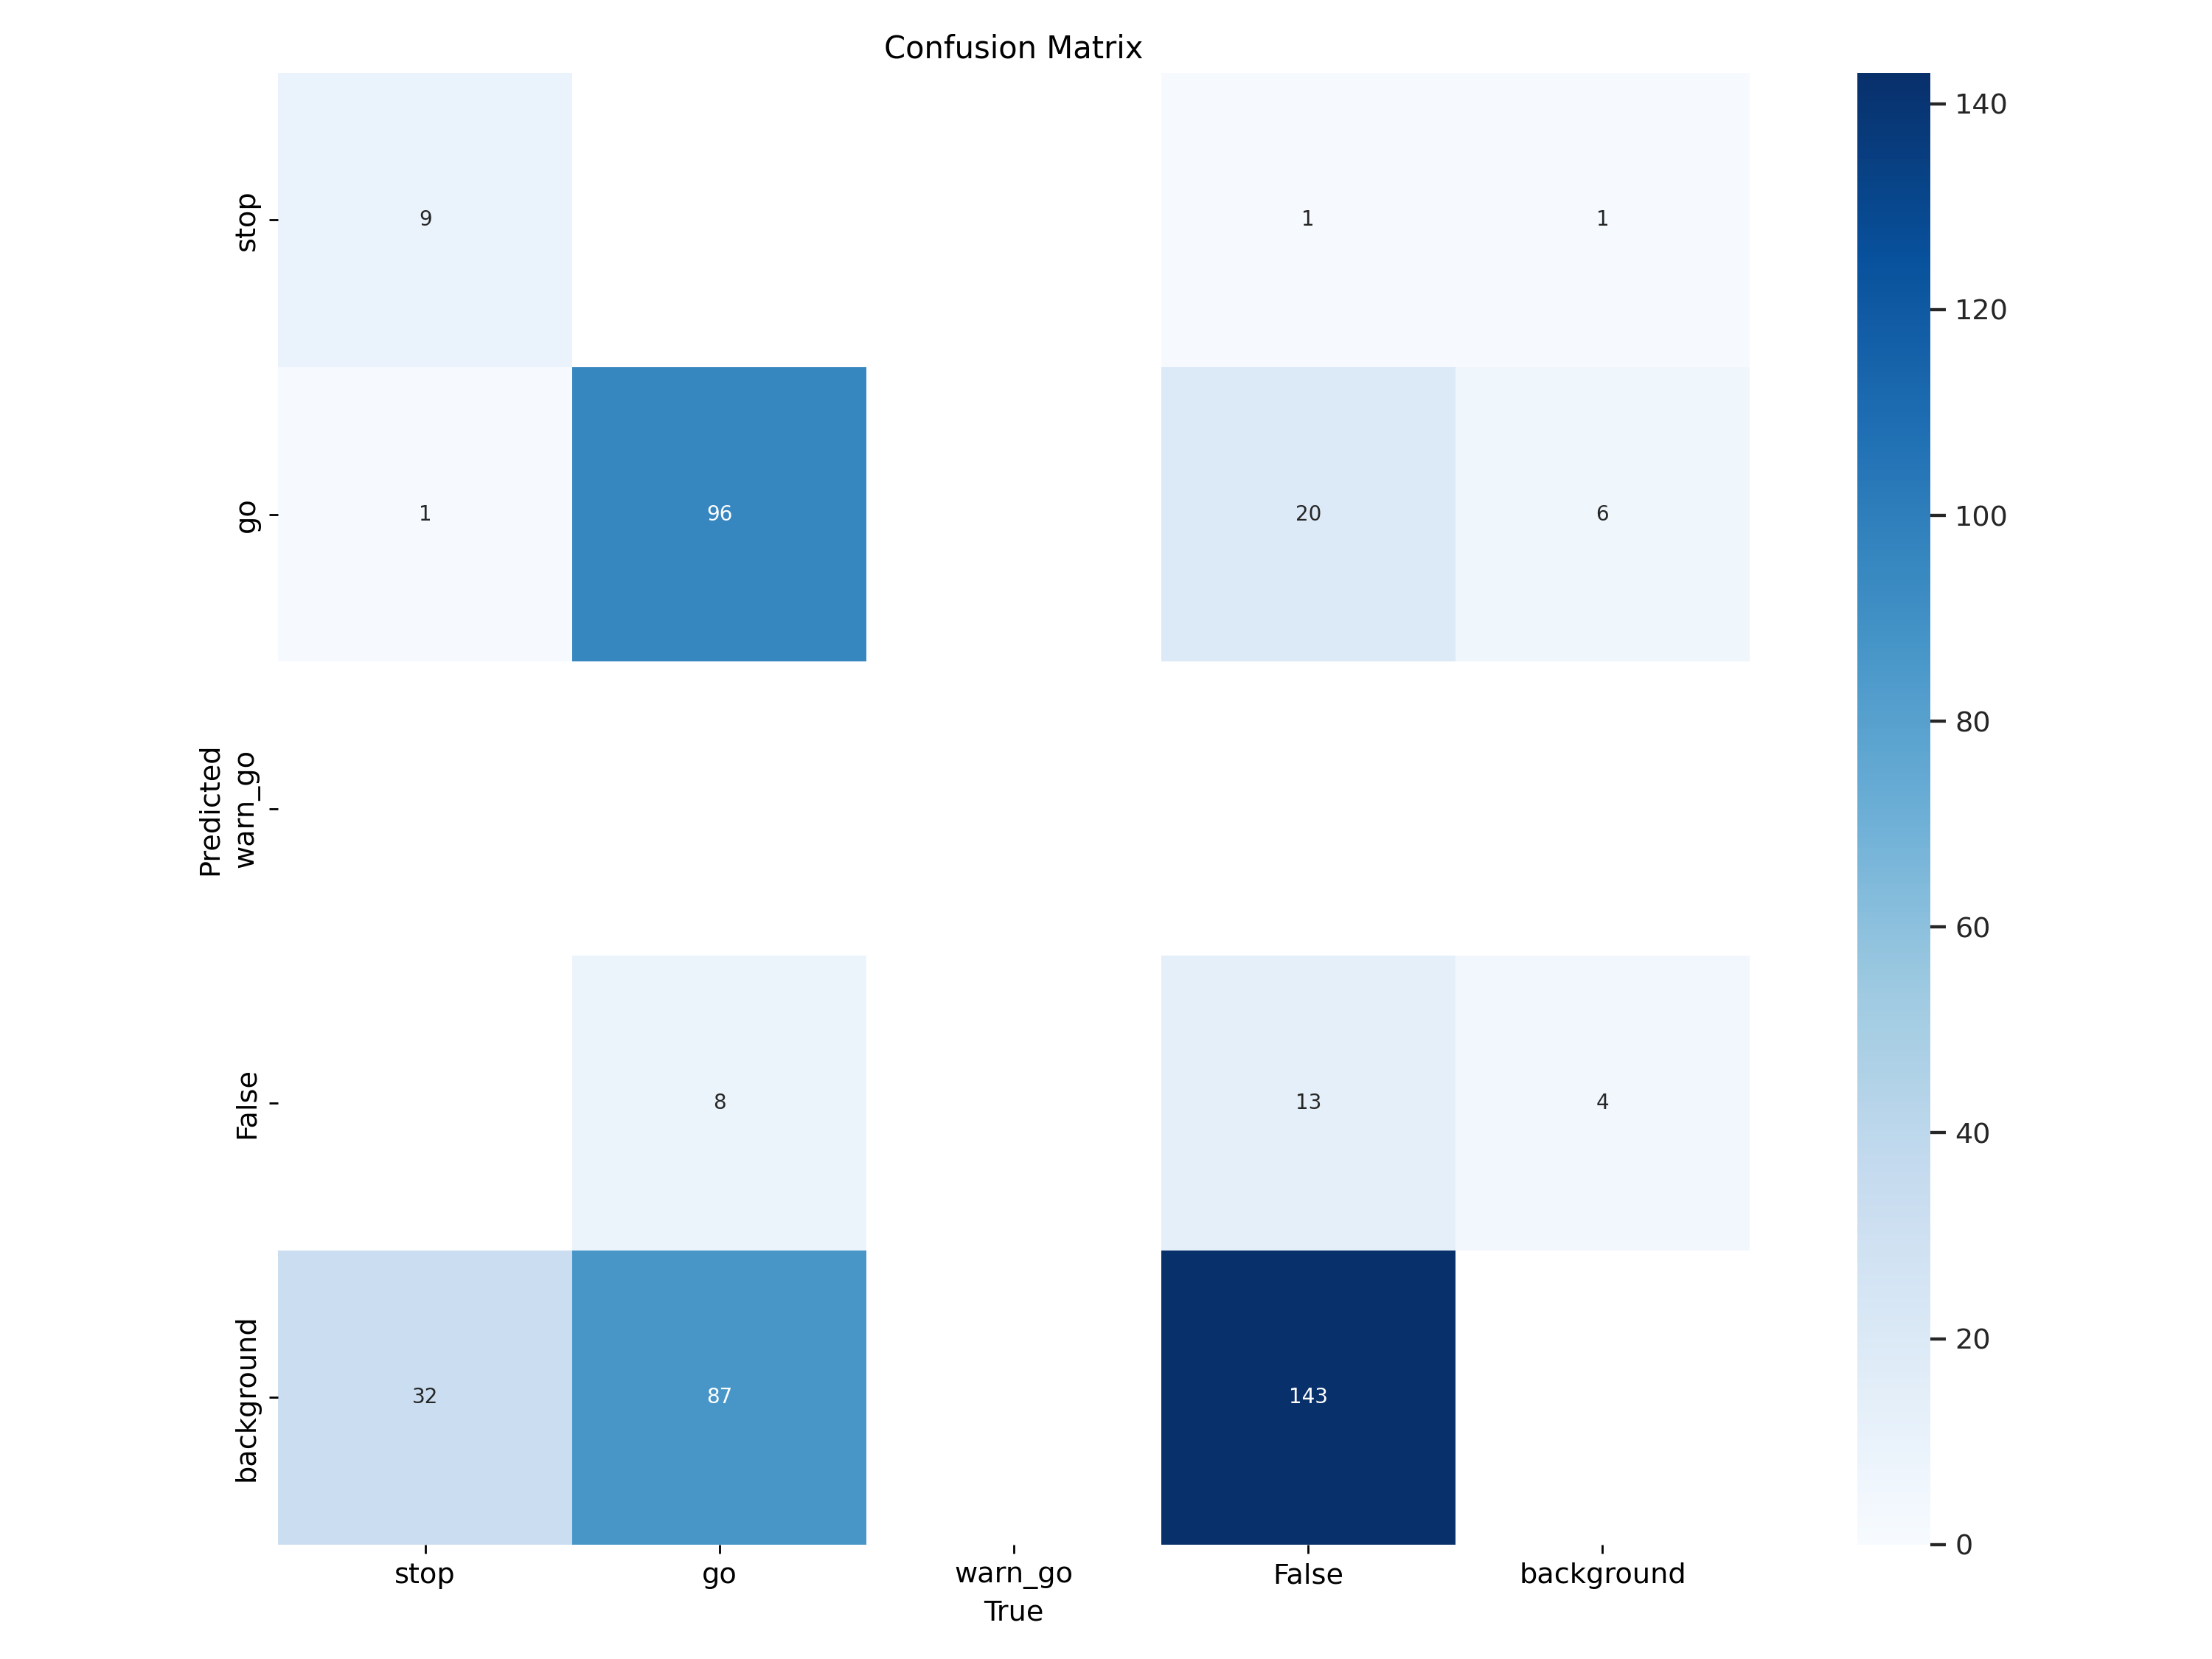 Confusion Matrix
stop
9
1
1
140
120
go
1
96
20
6
100
80
Predicted
warn_go
60
False
8
13
4
40
background
32
87
143
20
0
stop
go
warn_go
False
background
True